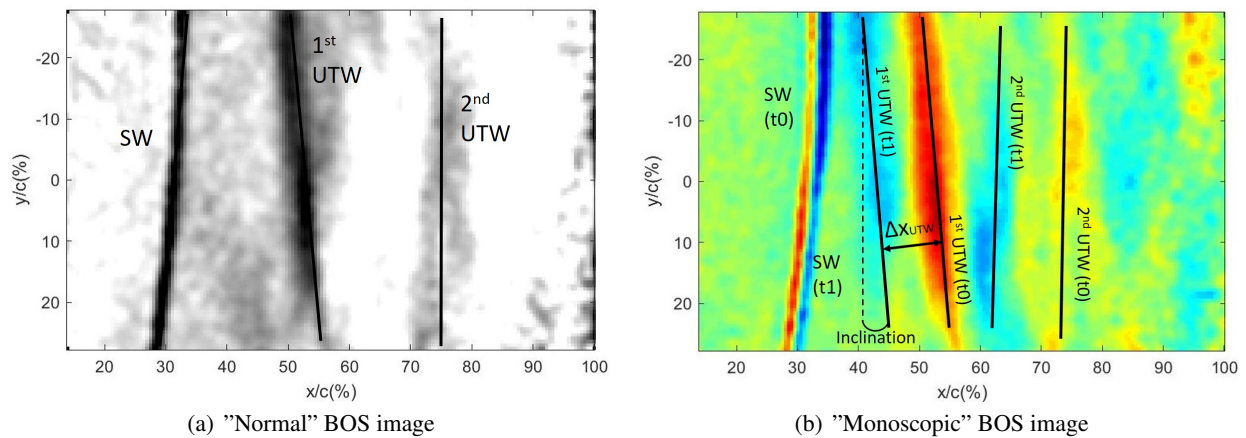 -20
-10
0
10
20
y/c(%)
20
30
40
50
60
70
80
90
100
x/c(%)
SW
1st
UTW
2nd
UTW
(a) ”Normal” BOS image
-20
-10
0
10
20
y/c(%)
20
30
40
50
60
70
80
90
100
x/c(%)
SW
(t0)
SW
(t1)
1st UTW (t1)
1st UTW (t0)
2nd UTW (t1)
2nd UTW (t0)
ΔxUTW
Inclination
(b) ”Monoscopic” BOS image